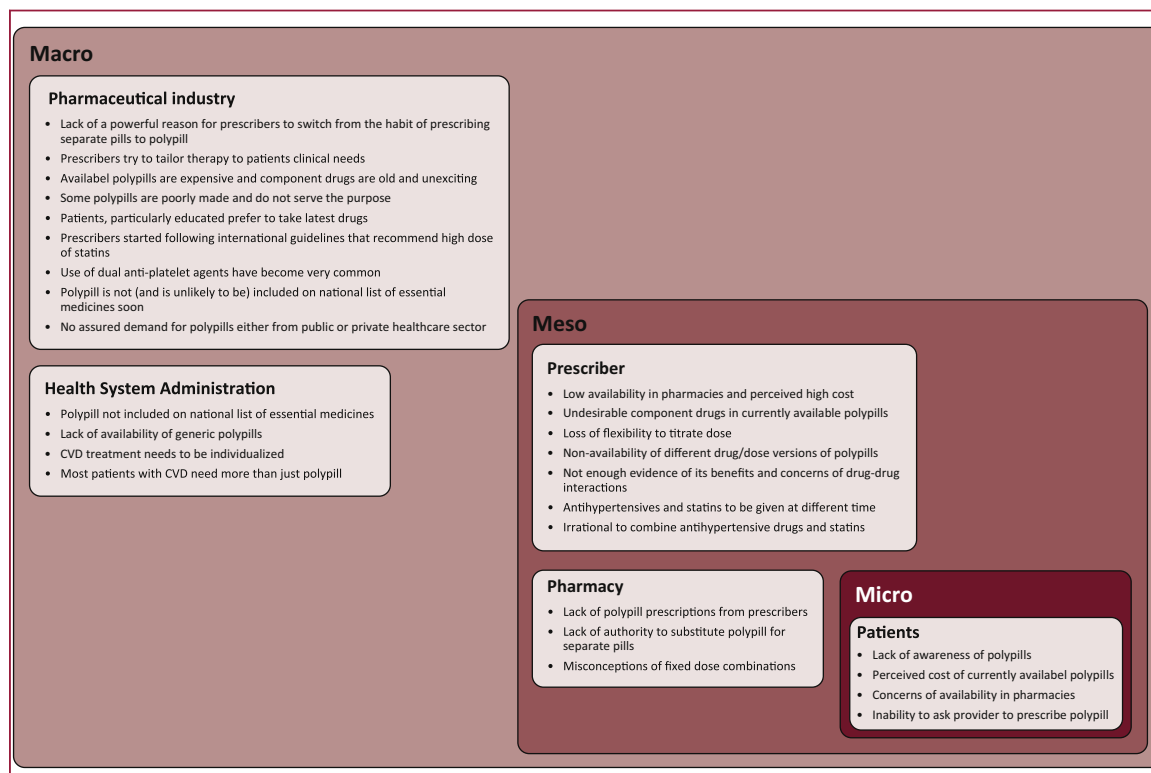 Macro
Pharmaceutical industry
• Lack of a powerful reason for prescribers to switch from the habit of prescribing
separate pills to polypill
• Prescribers try to tailor therapy to patients clinical needs
• Availabel polypills are expensive and component drugs are old and unexciting
• Some polypills are poorly made and do not serve the purpose
• Patients, particularly educated prefer to take latest drugs
• Prescribers started following international guidelines that recommend high dose
of statins
• Use of dual anti-platelet agents have become very common
• Polypill is not (and is unlikely to be) included on national list of essential
medicines soon
• No assured demand for polypills either from public or private healthcare sector
Health System Administration
• Polypill not included on national list of essential medicines
• Lack of availability of generic polypills
• CVD treatment needs to be individualized
• Most patients with CVD need more than just polypill
Meso
Prescriber
• Low availability in pharmacies and perceived high cost
• Undesirable component drugs in currently available polypills
• Loss of flexibility to titrate dose
• Non-availability of different drug/dose versions of polypills
• Not enough evidence of its benefits and concerns of drug-drug
interactions
• Antihypertensives and statins to be given at different time
• Irrational to combine antihypertensive drugs and statins
Pharmacy
• Lack of polypill prescriptions from prescribers
• Lack of authority to substitute polypill for
separate pills
• Misconceptions of fixed dose combinations
Micro
Patients
• Lack of awareness of polypills
• Perceived cost of currently availabel polypills
• Concerns of availability in pharmacies
• Inability to ask provider to prescribe polypill